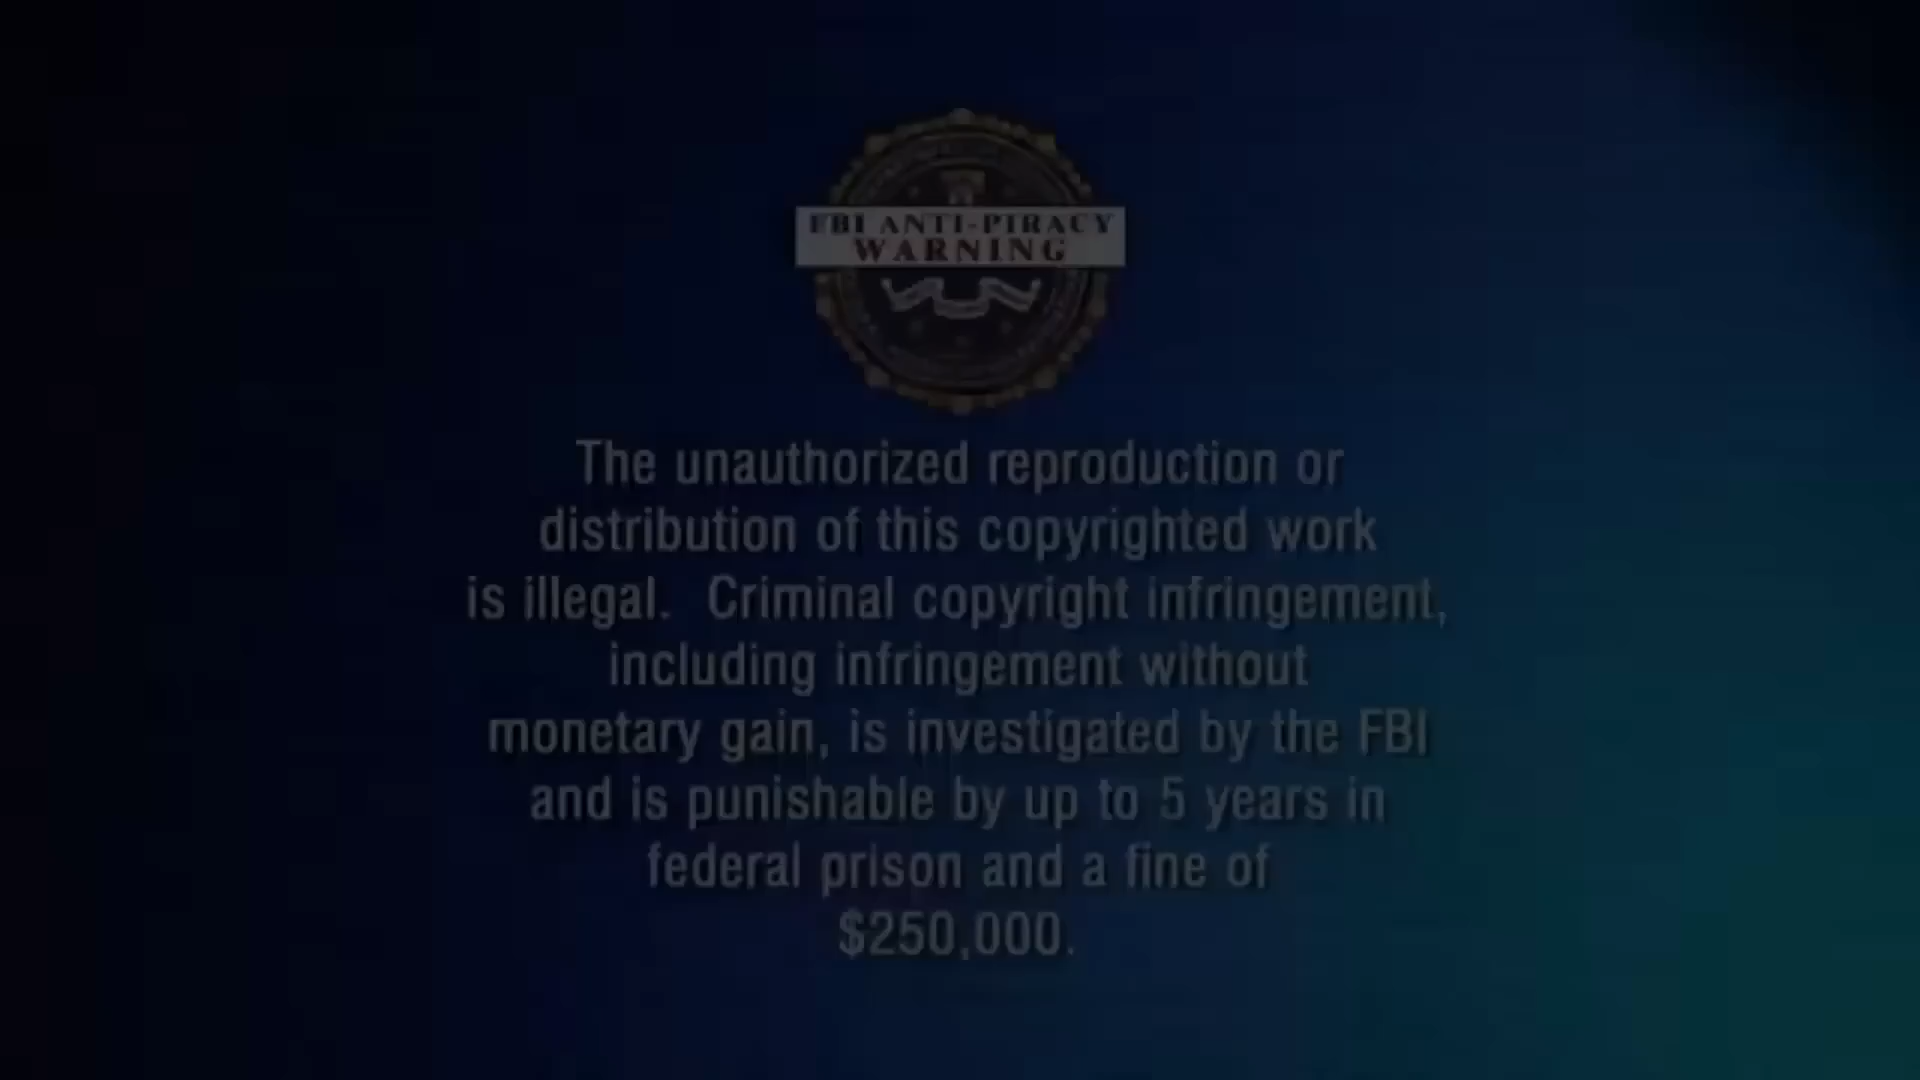 FBI ANTI-PIRACY
WARNING
The unauthorized reproduction or
distribution of this copyrighted work
is illegal.  Criminal copyright infringement,
including infringement without
monetary gain, is investigated by the FBI
and is punishable by up to 5 years in
federal prison and a fine of
$250,000.